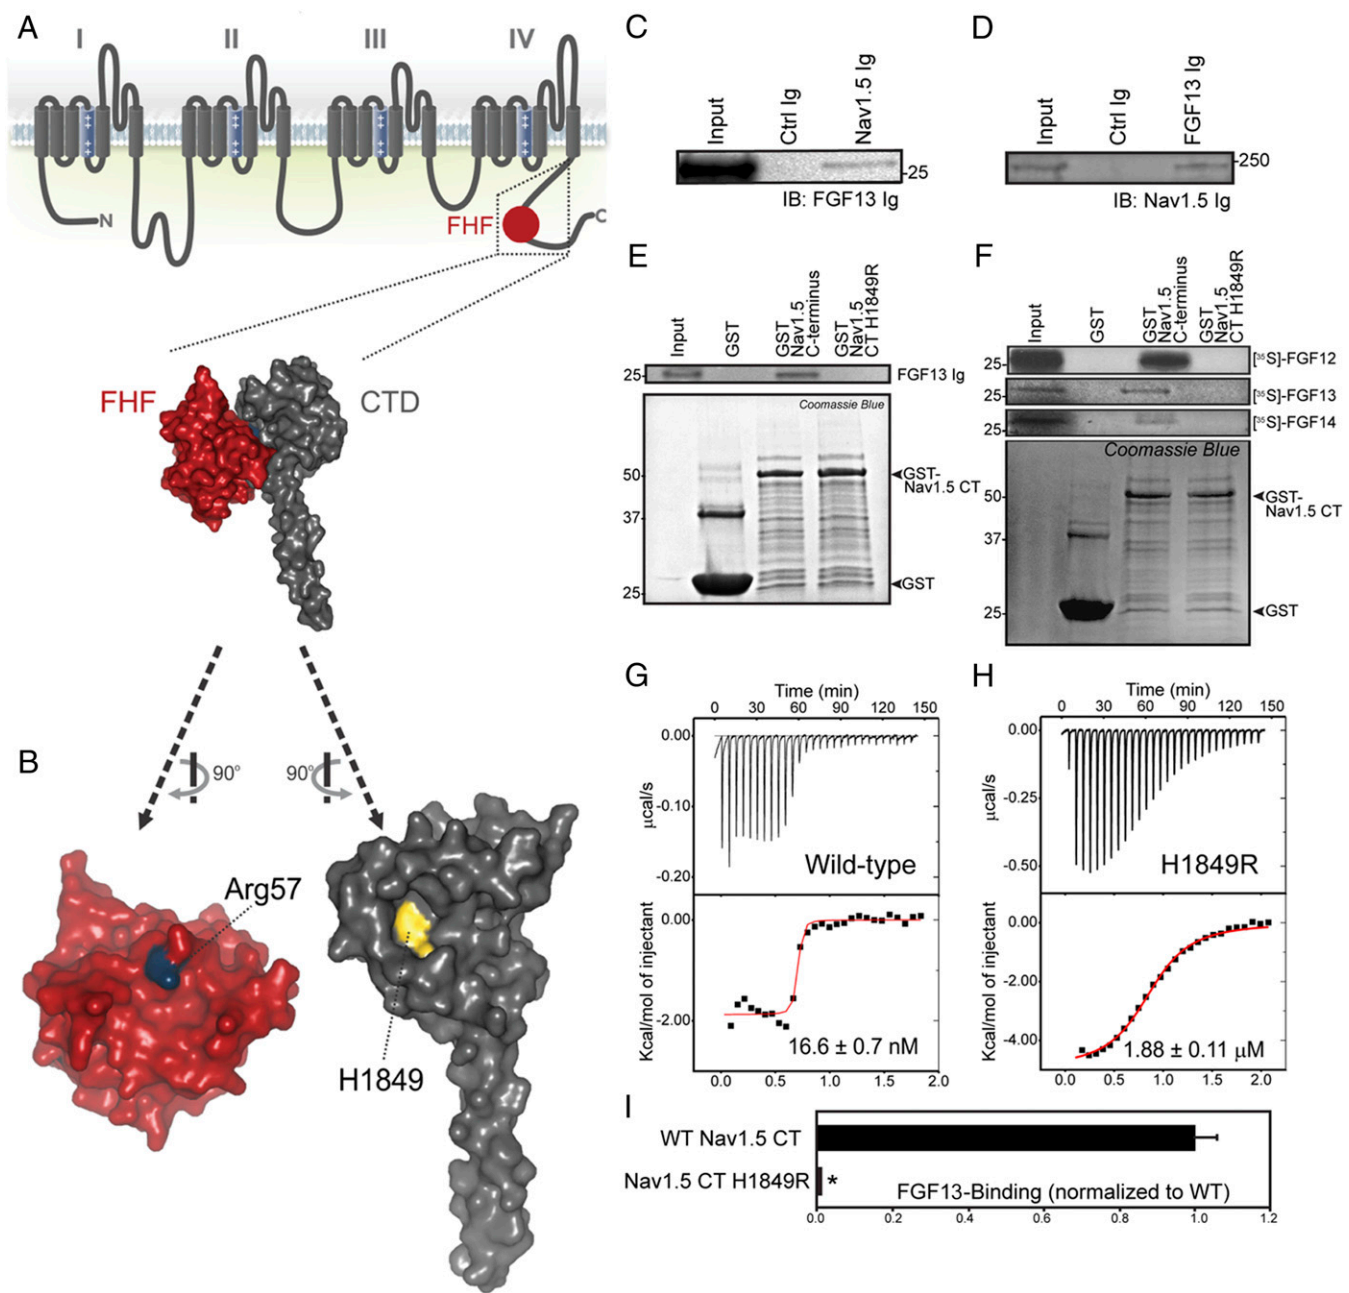 A
I
II
III
IV
++
++
++
++
++
++
++
++
N
C
FHF
FHF
CTD
B
90°
90°
Arg57
H1849
C
Input
Ctrl Ig
Nav1.5 Ig
-25
IB: FGF13 Ig
D
Input
Ctrl Ig
FGF13 Ig
-250
IB: Nav1.5 Ig
E
Input
GST
GST
Nav1.5
C-terminus
GST
Nav1.5
CT H1849R
25-
FGF13 Ig
Coomassie Blue
50-
37-
25-
GST-
Nav1.5 CT
GST
F
Input
GST
GST
Nav1.5
C-terminus
GST
Nav1.5
CT H1849R
25-
[³⁵S]-FGF12
25-
[³⁵S]-FGF13
25-
[³⁵S]-FGF14
Coomassie Blue
50-
37-
25-
GST-
Nav1.5 CT
GST
G
Time (min)
0 30 60 90 120 150
0.00
-0.10
-0.20
µcal/s
Wild-type
0.00
-2.00
Kcal/mol of injectant
16.6 ± 0.7 nM
0.0 0.5 1.0 1.5 2.0
H
Time (min)
0 30 60 90 120 150
0.00
-0.25
-0.50
µcal/s
H1849R
0.00
-2.00
-4.00
Kcal/mol of injectant
1.88 ± 0.11 µM
0.0 0.5 1.0 1.5 2.0
I
WT Nav1.5 CT
Nav1.5 CT H1849R
*
FGF13-Binding (normalized to WT)
0.0 0.2 0.4 0.6 0.8 1.0 1.2